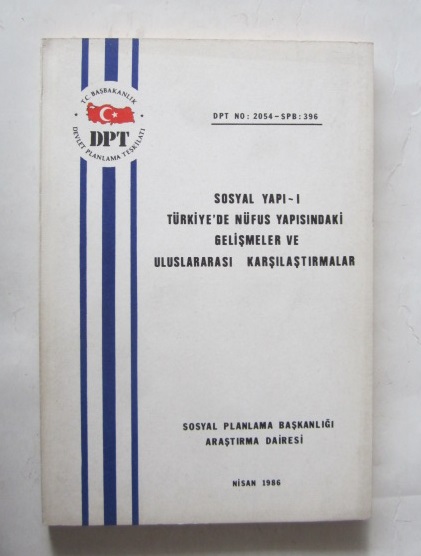 T.C. BAŞBAKANLIK
DPT
DEVLET PLANLAMA TEŞKİLATI
DPT NO: 2054-SPB: 396
SOSYAL YAPI-I
TÜRKİYE'DE NÜFUS YAPISINDAKİ
GELİŞMELER VE
ULUSLARARASI KARŞILAŞTIRMALAR
SOSYAL PLANLAMA BAŞKANLIĞI
ARAŞTIRMA DAİRESİ
NİSAN 1986